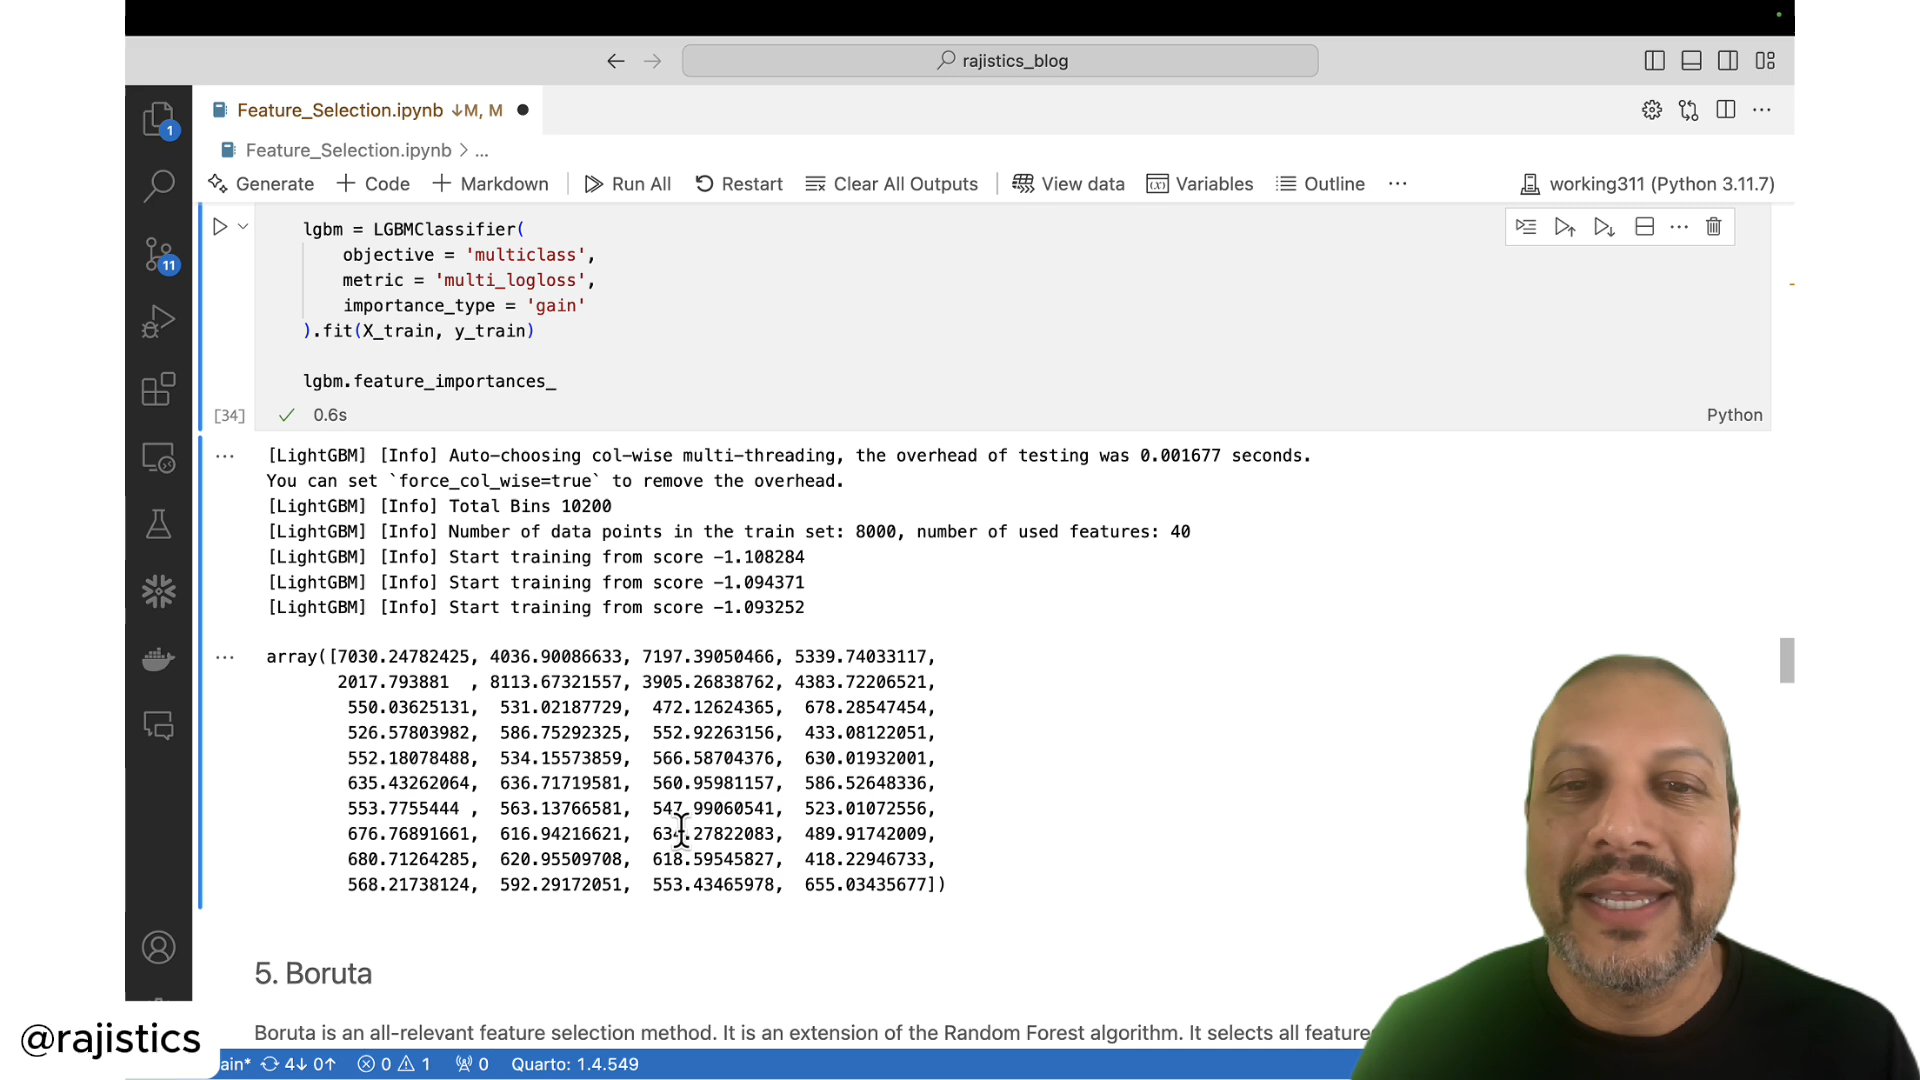 rajistics_blog
Feature_Selection.ipynb ↓M, M
Feature_Selection.ipynb > ...
Generate + Code + Markdown Run All Restart Clear All Outputs View data Variables Outline ... working311 (Python 3.11.7)
1
11
lgbm = LGBMClassifier(
objective = 'multiclass',
metric = 'multi_logloss',
importance_type = 'gain'
).fit(X_train, y_train)
lgbm.feature_importances_
[34] ✓ 0.6s Python
[LightGBM] [Info] Auto-choosing col-wise multi-threading, the overhead of testing was 0.001677 seconds.
You can set `force_col_wise=true` to remove the overhead.
[LightGBM] [Info] Total Bins 10200
[LightGBM] [Info] Number of data points in the train set: 8000, number of used features: 40
[LightGBM] [Info] Start training from score -1.108284
[LightGBM] [Info] Start training from score -1.094371
[LightGBM] [Info] Start training from score -1.093252
array([7030.24782425, 4036.90086633, 7197.39050466, 5339.74033117,
2017.793881 , 8113.67321557, 3905.26838762, 4383.72206521,
550.03625131, 531.02187729, 472.12624365, 678.28547454,
526.57803982, 586.75292325, 552.92263156, 433.08122051,
552.18078488, 534.15573859, 566.58704376, 630.01932001,
635.43262064, 636.71719581, 560.95981157, 586.52648336,
553.7755444 , 563.13766581, 547.99060541, 523.01072556,
676.76891661, 616.94216621, 634.27822083, 489.91742009,
680.71264285, 620.95509708, 618.59545827, 418.22946733,
568.21738124, 592.29172051, 553.43465978, 655.03435677])
5. Boruta
Boruta is an all-relevant feature selection method. It is an extension of the Random Forest algorithm. It selects all feature
@rajistics
ain* 4↓ 0↑ 0 1 0 Quarto: 1.4.549